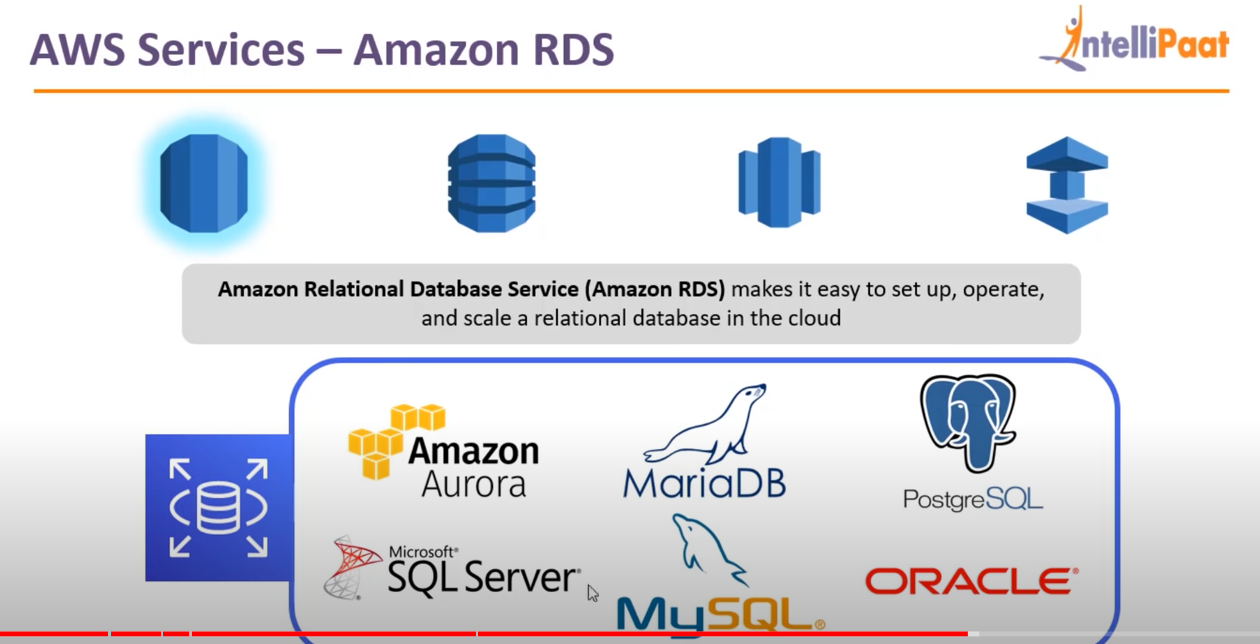 AWS Services – Amazon RDS
IntelliPaat
Amazon Relational Database Service (Amazon RDS) makes it easy to set up, operate,
and scale a relational database in the cloud
Amazon
Aurora
MariaDB
PostgreSQL
Microsoft®
SQL Server®
MySQL®
ORACLE®